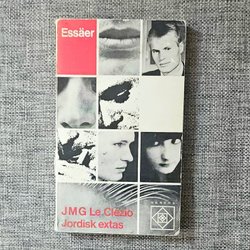 Essäer
JMG Le Clézio
Jordisk extas